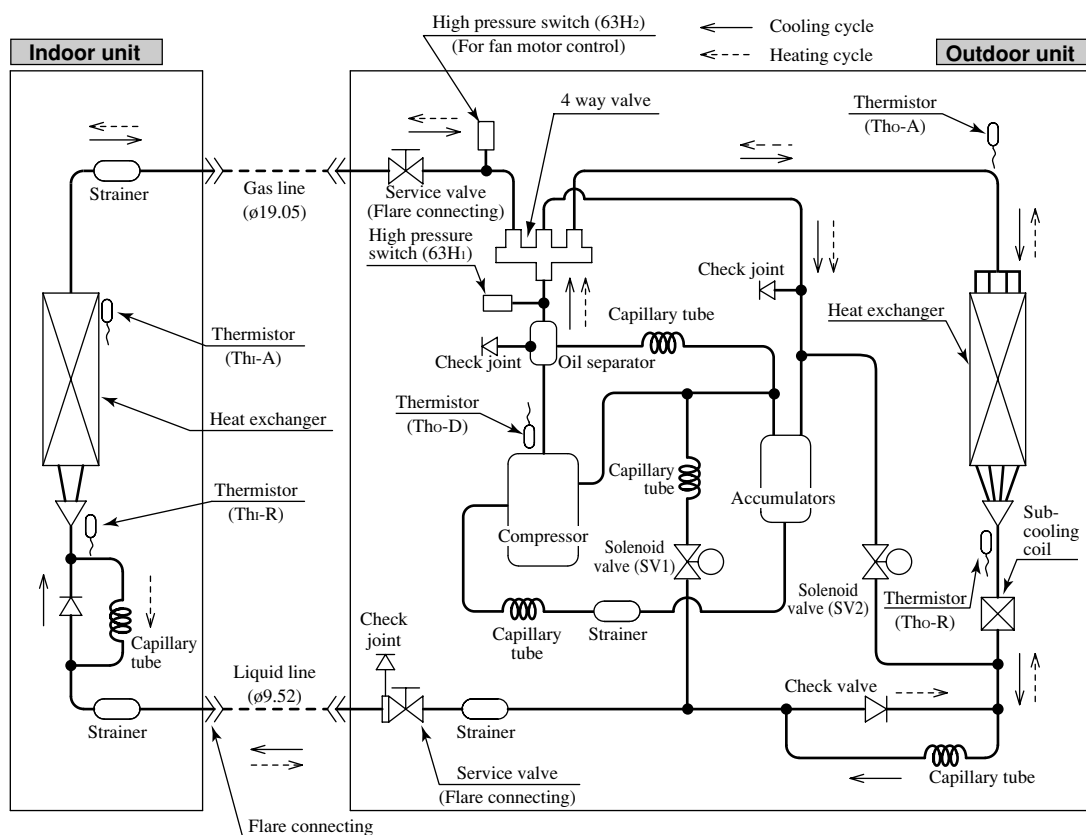 High pressure switch (63H2)
(For fan motor control)
Cooling cycle
Heating cycle
Indoor unit
Outdoor unit
4 way valve
Thermistor
(ThO-A)
Strainer
Gas line
(ø19.05)
Service valve
(Flare connecting)
High pressure
switch (63H1)
Check joint
Capillary tube
Heat exchanger
Thermistor
(ThI-A)
Check joint
Oil separator
Heat exchanger
Thermistor
(ThO-D)
Capillary
tube
Accumulators
Thermistor
(ThI-R)
Compressor
Sub-
cooling
coil
Solenoid
valve (SV1)
Solenoid
valve (SV2)
Thermistor
(ThO-R)
Capillary
tube
Capillary
tube
Strainer
Check
joint
Liquid line
(ø9.52)
Check valve
Strainer
Strainer
Service valve
(Flare connecting)
Capillary tube
Flare connecting